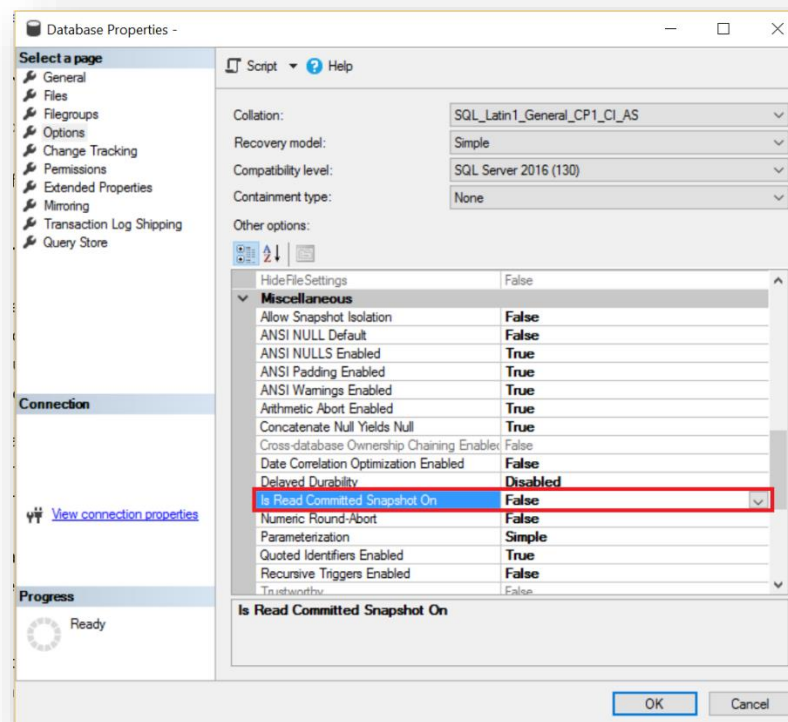 Database Properties -
Select a page
General
Files
Filegroups
Options
Change Tracking
Permissions
Extended Properties
Mirroring
Transaction Log Shipping
Query Store
Connection
View connection properties
Progress
Ready
Script Help
Collation: SQL_Latin1_General_CP1_CI_AS
Recovery model: Simple
Compatibility level: SQL Server 2016 (130)
Containment type: None
Other options:
HideFileSettings False
Miscellaneous
Allow Snapshot Isolation False
ANSI NULL Default False
ANSI NULLS Enabled True
ANSI Padding Enabled True
ANSI Warnings Enabled True
Arithmetic Abort Enabled True
Concatenate Null Yields Null True
Cross-database Ownership Chaining Enabled False
Date Correlation Optimization Enabled False
Delayed Durability Disabled
Is Read Committed Snapshot On False
Numeric Round-Abort False
Parameterization Simple
Quoted Identifiers Enabled True
Recursive Triggers Enabled False
Trustworthy False
Is Read Committed Snapshot On
OK Cancel